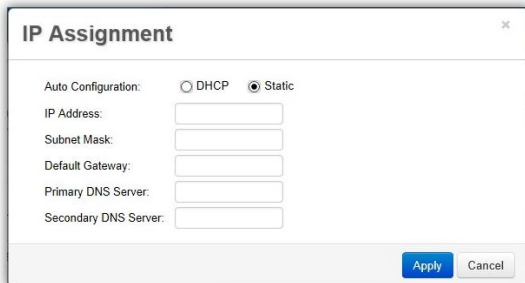 IP Assignment ×
Auto Configuration: DHCP Static
IP Address:
Subnet Mask:
Default Gateway:
Primary DNS Server:
Secondary DNS Server:
Apply Cancel